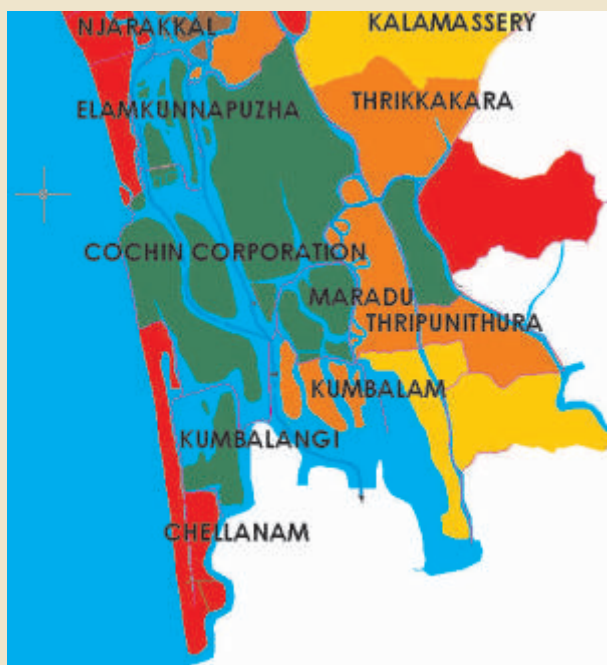 NJARAKKAL
KALAMASSERY
ELAMKUNNAPUZHA
THRIKKAKARA
COCHIN CORPORATION
MARADU
THRIPUNITHURA
KUMBALAM
KUMBALANGI
CHELLANAM